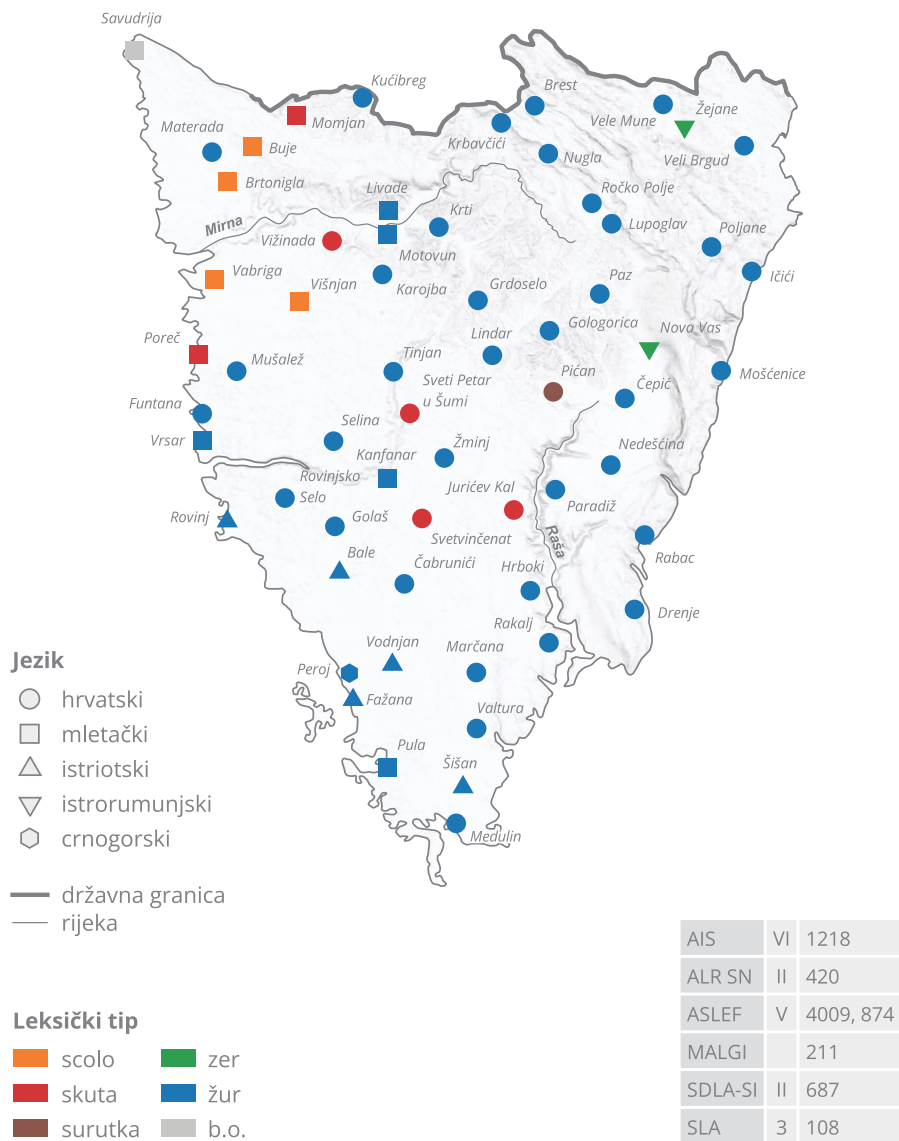 Savudrija
Kućibreg
Brest
Momjan
Vele Mune
Žejane
Materada
Krbavčići
Buje
Nugla
Veli Brgud
Brtonigla
Livade
Ročko Polje
Krti
Mirna
Lupoglav
Vižinada
Motovun
Poljane
Vabriga
Višnjan
Karojba
Grdoselo
Paz
Ičići
Gologorica
Nova Vas
Poreč
Lindar
Mušalež
Tinjan
Pićan
Mošćenice
Sveti Petar
u Šumi
Čepić
Funtana
Selina
Vrsar
Žminj
Nedešćina
Kanfanar
Rovinjsko
Selo
Jurićev Kal
Paradiž
Rovinj
Golaš
Svetvinčenat
Raša
Bale
Čabrunići
Hrboki
Rabac
Drenje
Rakalj
Vodnjan
Marčana
Peroj
Fažana
Valtura
Pula
Šišan
Medulin
Jezik
hrvatski
mletački
istriotski
istrorumunjski
crnogorski
državna granica
rijeka
Leksički tip
scolo zer
skuta žur
surutka b.o.
AIS VI 1218
ALR SN II 420
ASLEF V 4009, 874
MALGI 211
SDLA-SI II 687
SLA 3 108